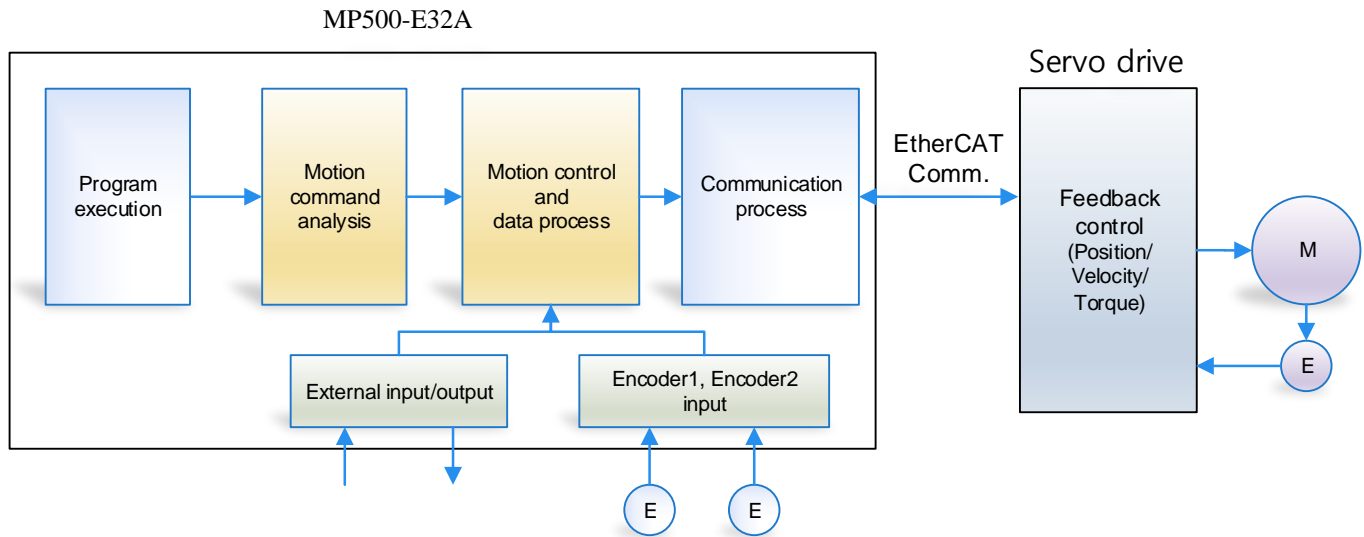 MP500-E32A
Servo drive
Program
execution
Motion
command
analysis
Motion control
and
data process
Communication
process
EtherCAT
Comm.
Feedback
control
(Position/
Velocity/
Torque)
M
E
External input/output
Encoder1, Encoder2
input
E
E